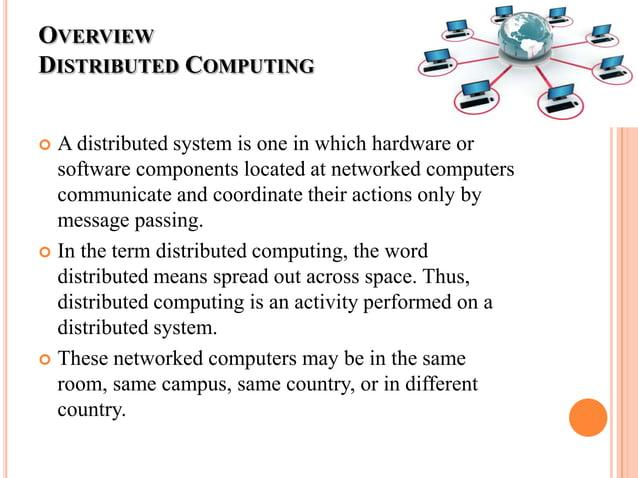 OVERVIEW
DISTRIBUTED COMPUTING
A distributed system is one in which hardware or
software components located at networked computers
communicate and coordinate their actions only by
message passing.
In the term distributed computing, the word
distributed means spread out across space. Thus,
distributed computing is an activity performed on a
distributed system.
These networked computers may be in the same
room, same campus, same country, or in different
country.